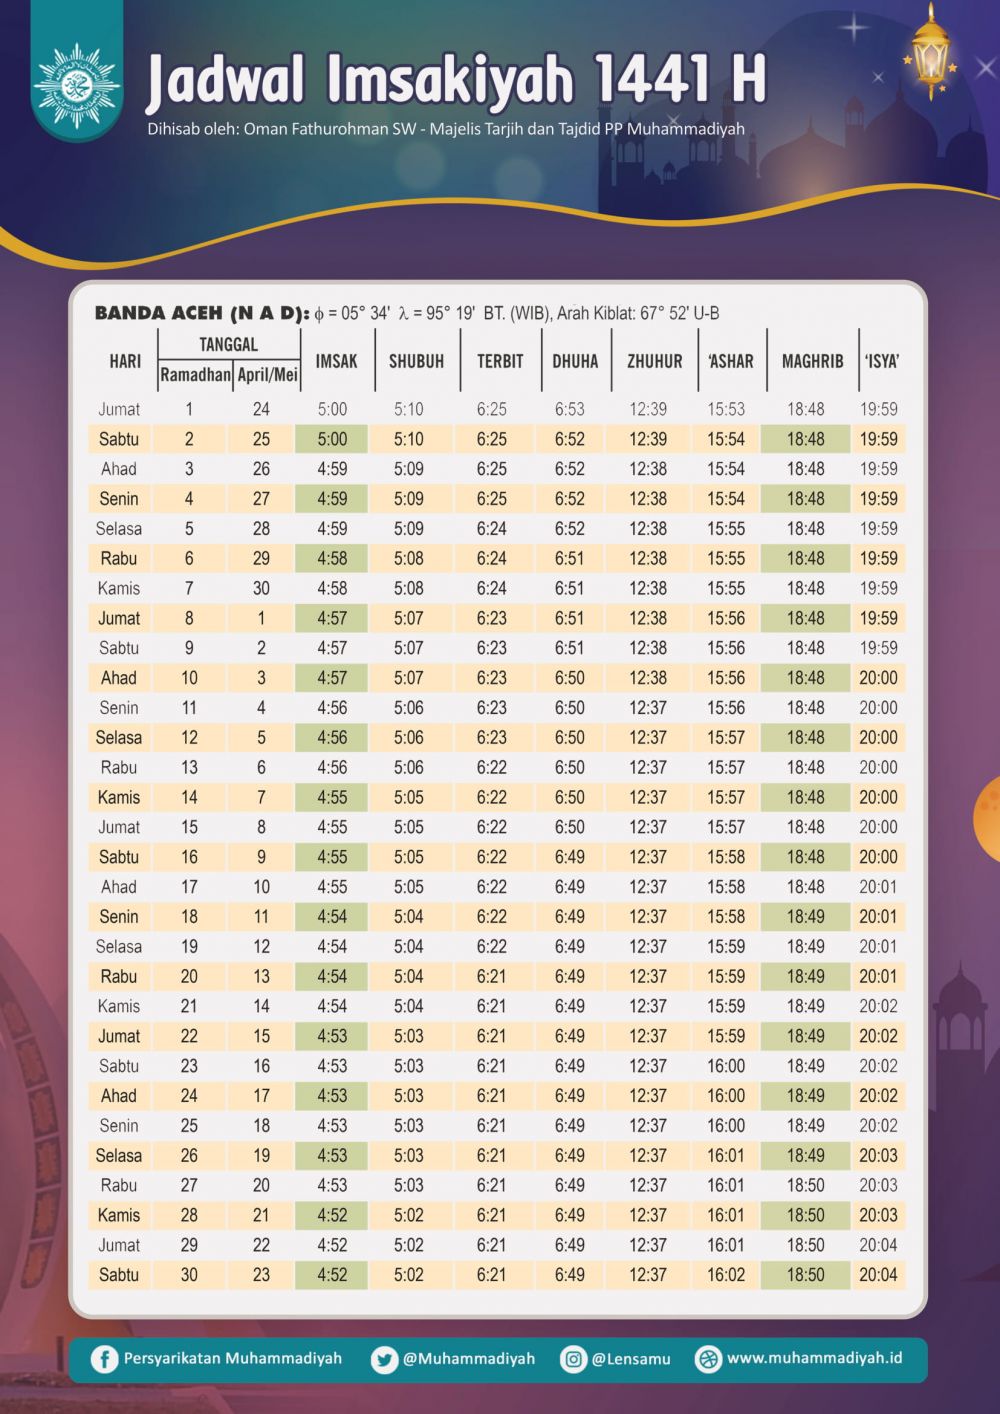 Jadwal Imsakiyah 1441 H
Dihisab oleh: Oman Fathurohman SW - Majelis Tarjih dan Tajdid PP Muhammadiyah
BANDA ACEH (N A D): ϕ = 05° 34' λ = 95° 19' BT. (WIB), Arah Kiblat: 67° 52' U-B
HARI TANGGAL IMSAK SHUBUH TERBIT DHUHA ZHUHUR 'ASHAR MAGHRIB 'ISYA'
Ramadhan April/Mei
Jumat 1 24 5:00 5:10 6:25 6:53 12:39 15:53 18:48 19:59
Sabtu 2 25 5:00 5:10 6:25 6:52 12:39 15:54 18:48 19:59
Ahad 3 26 4:59 5:09 6:25 6:52 12:38 15:54 18:48 19:59
Senin 4 27 4:59 5:09 6:25 6:52 12:38 15:54 18:48 19:59
Selasa 5 28 4:59 5:09 6:24 6:52 12:38 15:55 18:48 19:59
Rabu 6 29 4:58 5:08 6:24 6:51 12:38 15:55 18:48 19:59
Kamis 7 30 4:58 5:08 6:24 6:51 12:38 15:55 18:48 19:59
Jumat 8 1 4:57 5:07 6:23 6:51 12:38 15:56 18:48 19:59
Sabtu 9 2 4:57 5:07 6:23 6:51 12:38 15:56 18:48 19:59
Ahad 10 3 4:57 5:07 6:23 6:50 12:38 15:56 18:48 20:00
Senin 11 4 4:56 5:06 6:23 6:50 12:37 15:56 18:48 20:00
Selasa 12 5 4:56 5:06 6:23 6:50 12:37 15:57 18:48 20:00
Rabu 13 6 4:56 5:06 6:22 6:50 12:37 15:57 18:48 20:00
Kamis 14 7 4:55 5:05 6:22 6:50 12:37 15:57 18:48 20:00
Jumat 15 8 4:55 5:05 6:22 6:50 12:37 15:57 18:48 20:00
Sabtu 16 9 4:55 5:05 6:22 6:49 12:37 15:58 18:48 20:00
Ahad 17 10 4:55 5:05 6:22 6:49 12:37 15:58 18:48 20:01
Senin 18 11 4:54 5:04 6:22 6:49 12:37 15:58 18:49 20:01
Selasa 19 12 4:54 5:04 6:22 6:49 12:37 15:59 18:49 20:01
Rabu 20 13 4:54 5:04 6:21 6:49 12:37 15:59 18:49 20:01
Kamis 21 14 4:54 5:04 6:21 6:49 12:37 15:59 18:49 20:02
Jumat 22 15 4:53 5:03 6:21 6:49 12:37 15:59 18:49 20:02
Sabtu 23 16 4:53 5:03 6:21 6:49 12:37 16:00 18:49 20:02
Ahad 24 17 4:53 5:03 6:21 6:49 12:37 16:00 18:49 20:02
Senin 25 18 4:53 5:03 6:21 6:49 12:37 16:00 18:49 20:02
Selasa 26 19 4:53 5:03 6:21 6:49 12:37 16:01 18:49 20:03
Rabu 27 20 4:53 5:03 6:21 6:49 12:37 16:01 18:50 20:03
Kamis 28 21 4:52 5:02 6:21 6:49 12:37 16:01 18:50 20:03
Jumat 29 22 4:52 5:02 6:21 6:49 12:37 16:01 18:50 20:04
Sabtu 30 23 4:52 5:02 6:21 6:49 12:37 16:02 18:50 20:04
Persyarikatan Muhammadiyah @Muhammadiyah @Lensamu www.muhammadiyah.id